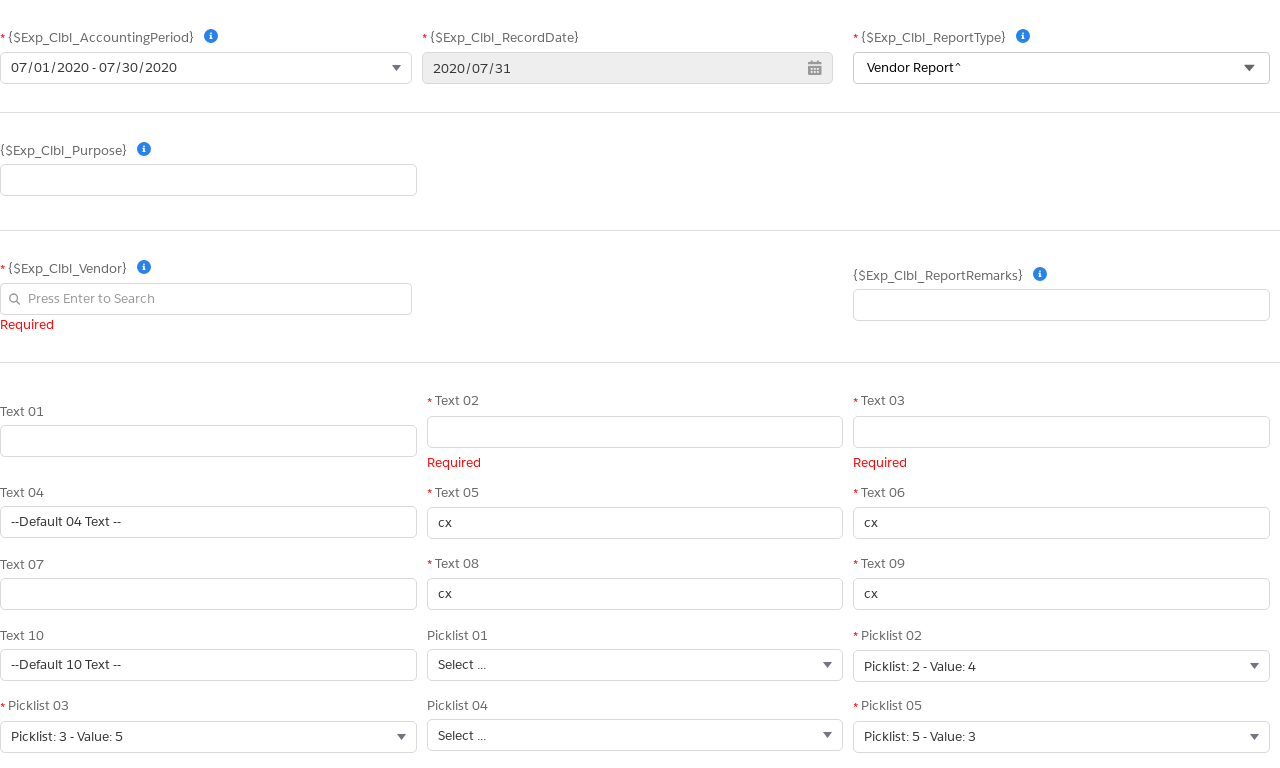 * {$Exp_Clbl_AccountingPeriod}
* {$Exp_Clbl_RecordDate}
* {$Exp_Clbl_ReportType}
07/01/2020 - 07/30/2020
2020/07/31
Vendor Report^
{$Exp_Clbl_Purpose}
* {$Exp_Clbl_Vendor}
{$Exp_Clbl_ReportRemarks}
Press Enter to Search
Required
Text 01
* Text 02
* Text 03
Required
Required
Text 04
* Text 05
* Text 06
--Default 04 Text --
cx
cx
Text 07
* Text 08
* Text 09
cx
cx
Text 10
Picklist 01
* Picklist 02
--Default 10 Text --
Select ...
Picklist: 2 - Value: 4
* Picklist 03
Picklist 04
* Picklist 05
Picklist: 3 - Value: 5
Select ...
Picklist: 5 - Value: 3